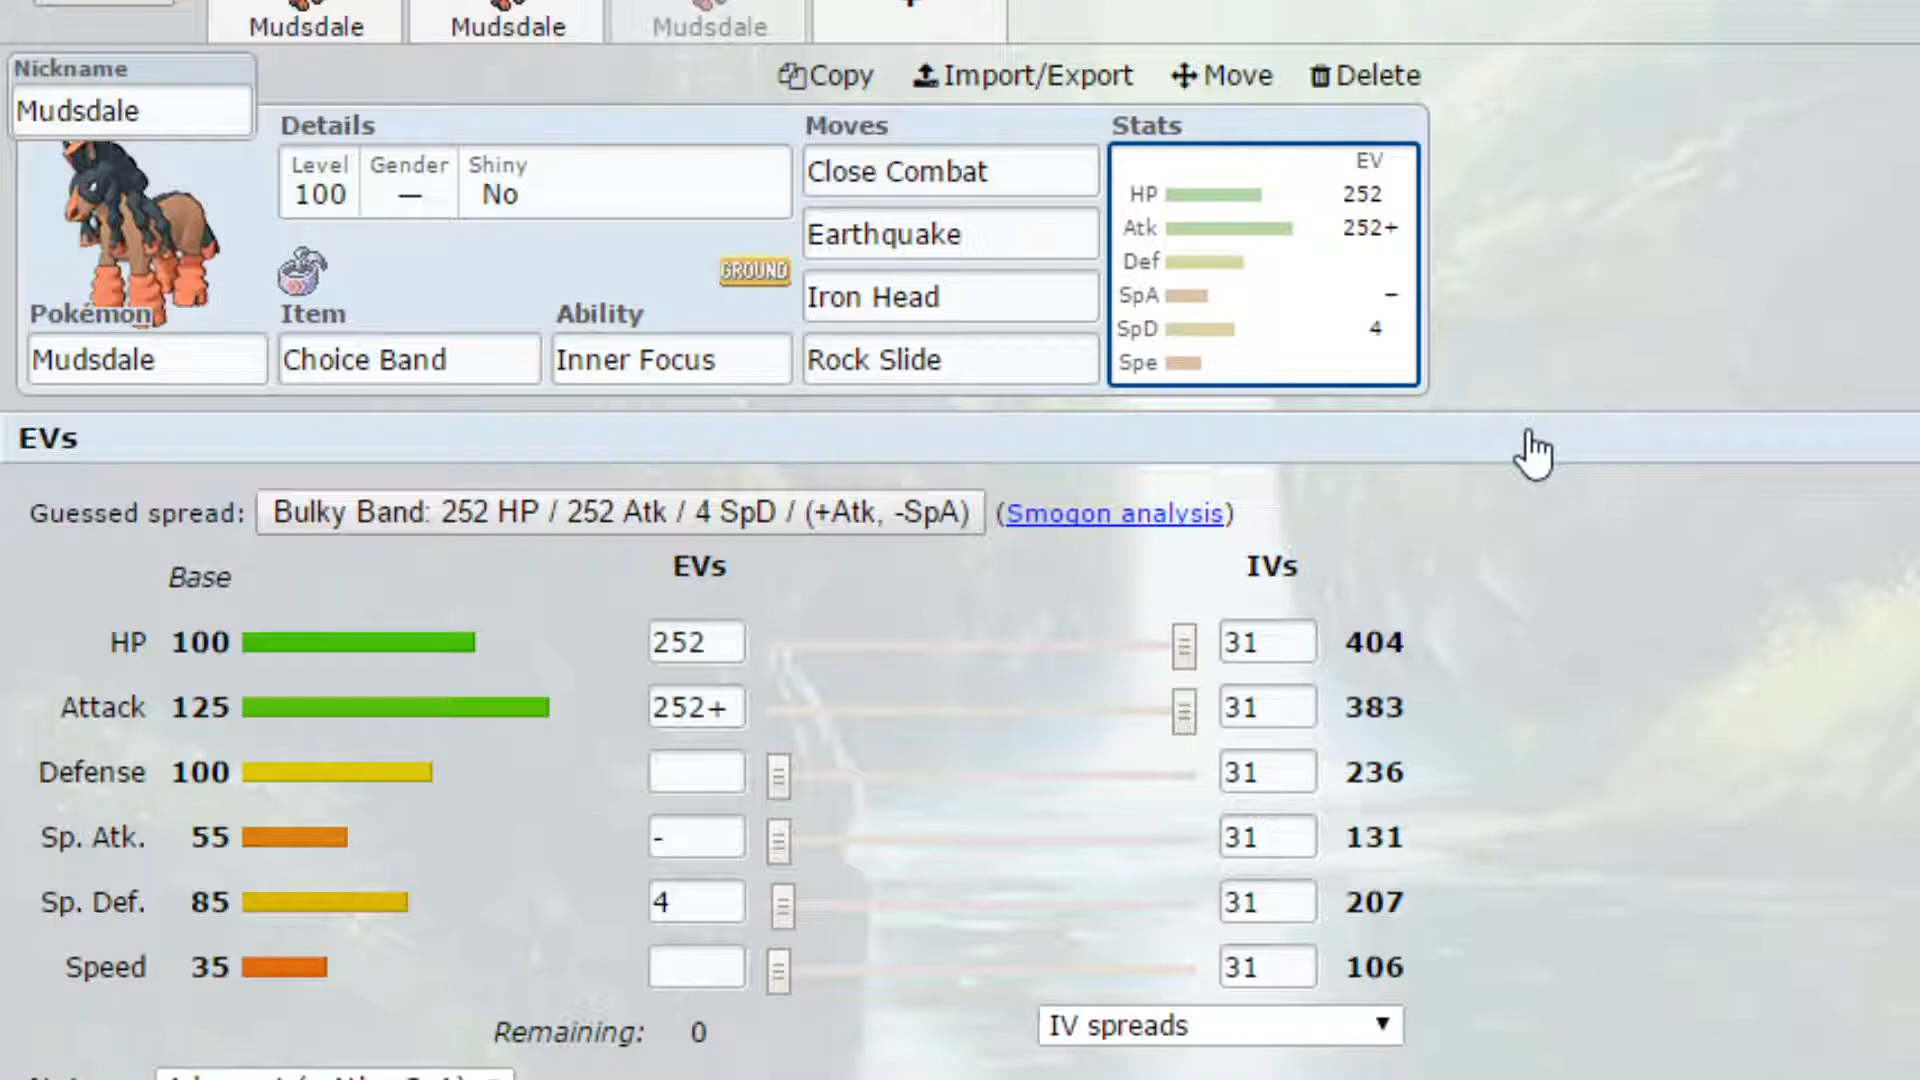 Mudsdale Mudsdale Mudsdale
Nickname
Mudsdale
Copy Import/Export Move Delete
Details
Level Gender Shiny
100 — No
GROUND
Pokémon Item Ability
Mudsdale Choice Band Inner Focus
Moves
Close Combat
Earthquake
Iron Head
Rock Slide
Stats
EV
HP 252
Atk 252+
Def
SpA −
SpD 4
Spe
EVs
Guessed spread: Bulky Band: 252 HP / 252 Atk / 4 SpD / (+Atk, -SpA) (Smogon analysis)
Base EVs IVs
HP 100 252 31 404
Attack 125 252+ 31 383
Defense 100 31 236
Sp. Atk. 55 - 31 131
Sp. Def. 85 4 31 207
Speed 35 31 106
Remaining: 0 IV spreads